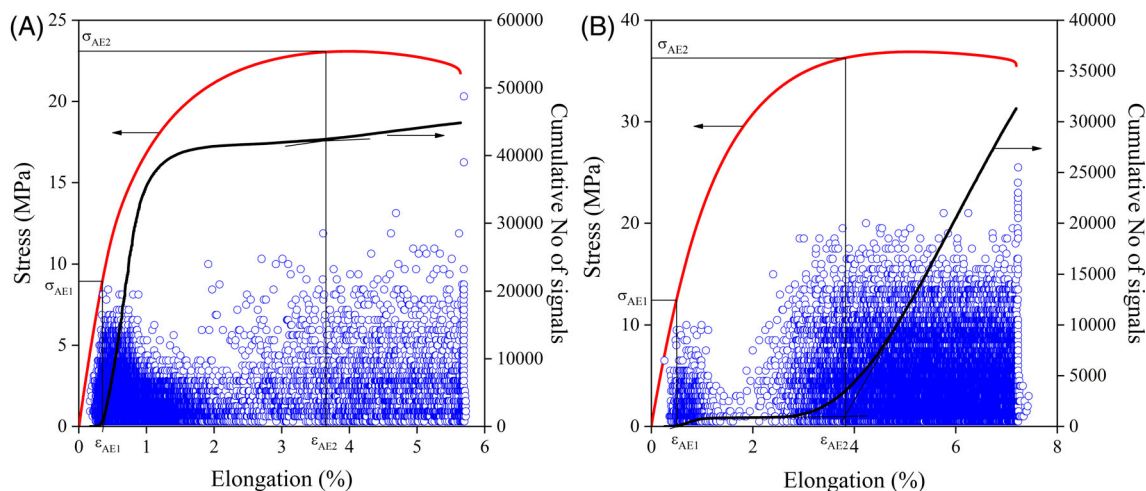 (A)
σAE2
σAE1
εAE1
εAE2
0
5
10
15
20
25
Stress (MPa)
0
1
2
3
4
5
6
Elongation (%)
0
10000
20000
30000
40000
50000
60000
Cumulative No of
signals
(B)
σAE2
σAE1
εAE1
εAE2
0
10
20
30
40
Stress (MPa)
0
2
4
6
8
Elongation (%)
0
5000
10000
15000
20000
25000
30000
35000
40000
Cumulative No of
signals